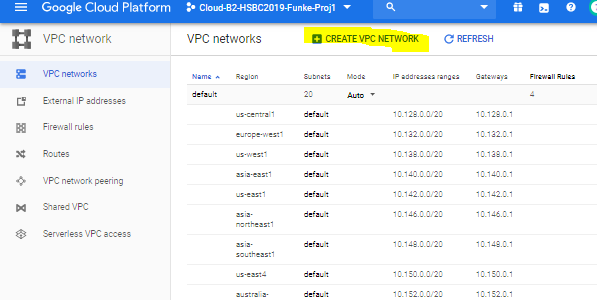 Google Cloud Platform
Cloud-B2-HSBC2019-Funke-Proj1
VPC network
VPC networks
CREATE VPC NETWORK
REFRESH
VPC networks
External IP addresses
Firewall rules
Routes
VPC network peering
Shared VPC
Serverless VPC access
Name Region Subnets Mode IP addresses ranges Gateways Firewall Rules
default 20 Auto 4
us-central1 default 10.128.0.0/20 10.128.0.1
europe-west1 default 10.132.0.0/20 10.132.0.1
us-west1 default 10.138.0.0/20 10.138.0.1
asia-east1 default 10.140.0.0/20 10.140.0.1
us-east1 default 10.142.0.0/20 10.142.0.1
asia-
northeast1 default 10.146.0.0/20 10.146.0.1
asia-
southeast1 default 10.148.0.0/20 10.148.0.1
us-east4 default 10.150.0.0/20 10.150.0.1
australia- default 10.152.0.0/20 10.152.0.1